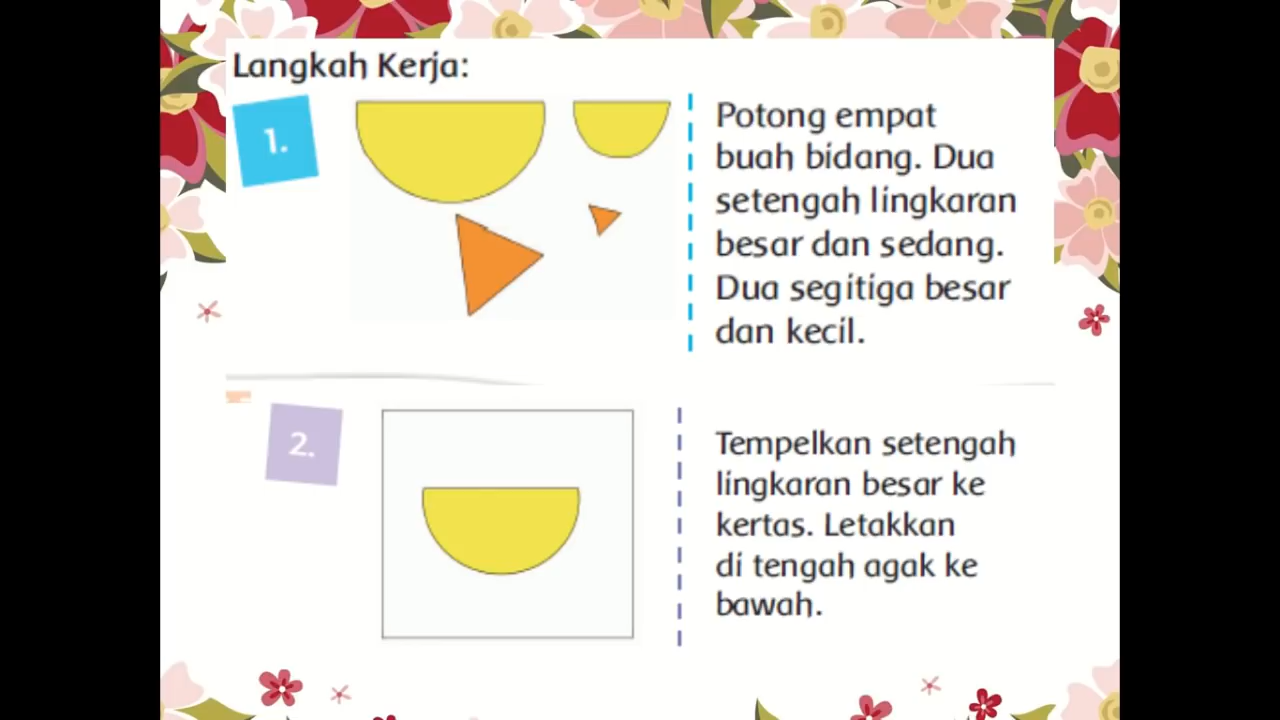 Langkah Kerja:
1.
Potong empat
buah bidang. Dua
setengah lingkaran
besar dan sedang.
Dua segitiga besar
dan kecil.
2.
Tempelkan setengah
lingkaran besar ke
kertas. Letakkan
di tengah agak ke
bawah.